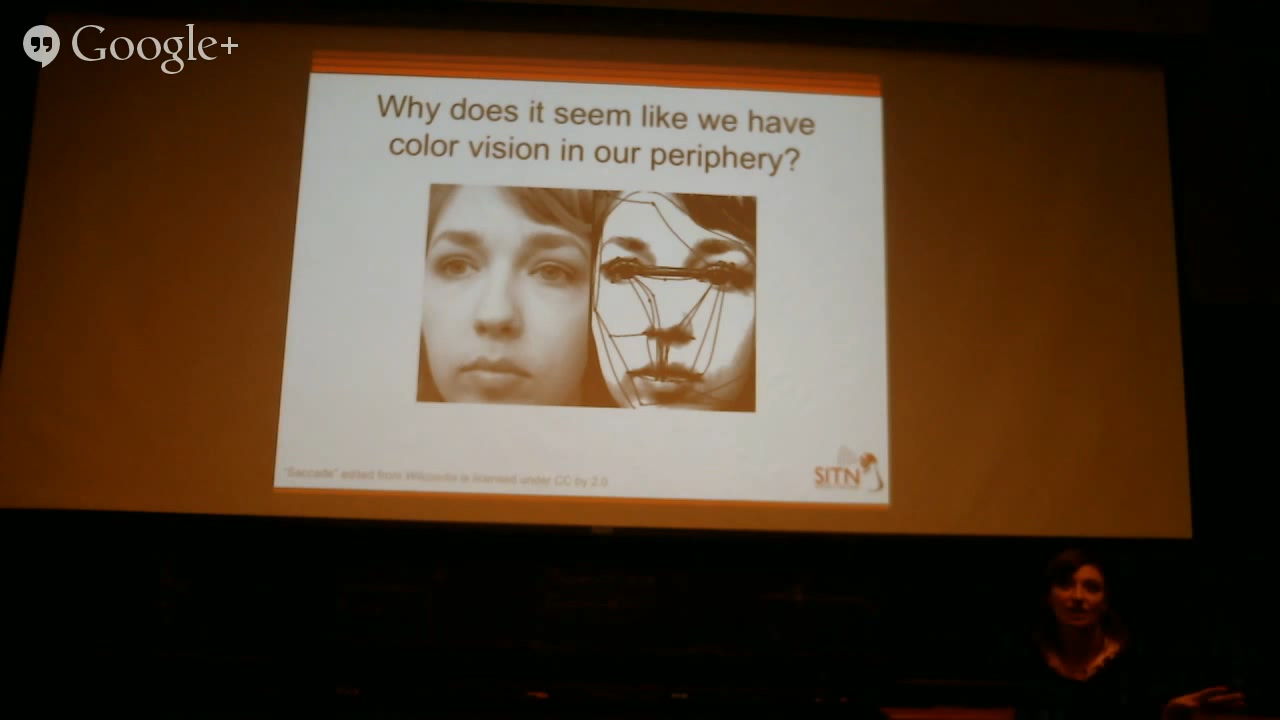 Google+
Why does it seem like we have
color vision in our periphery?
"Saccade" edited from Wikipedia is licensed under CC by 2.0
SITN